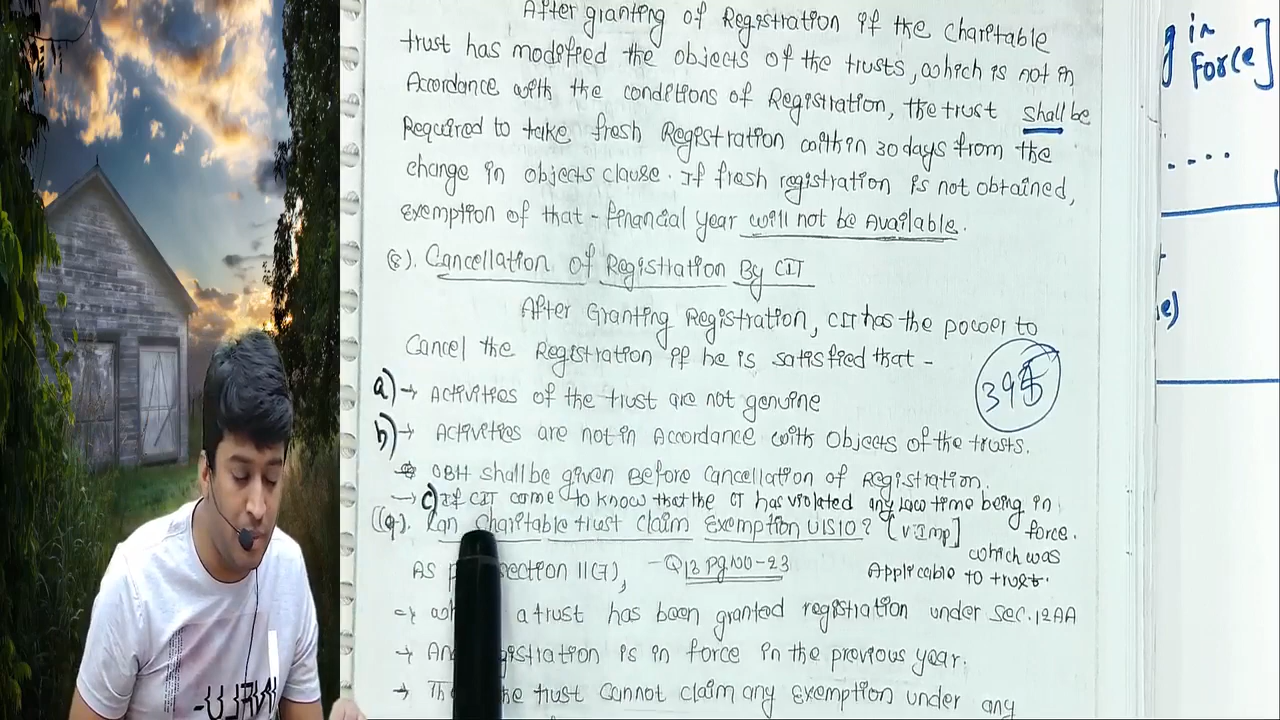 After granting of Registration if the charitable
trust has modified the objects of the trusts, which is not in
Accordance with the conditions of Registration, the trust shall be
Required to take fresh Registration within 30 days from the
change in objects clause. If fresh registration is not obtained,
Exemption of that - financial year will not be Available.
(8). Cancellation of Registration By CIT
After Granting Registration, CIT has the power to
Cancel the Registration if he is satisfied that -
395
a) → Activities of the trust are not genuine
b) → Activities are not in Accordance with objects of the trusts.
OBH shall be given Before cancellation of Registration.
→ c) If CIT come to know that the CT has violated any Law time being in
force.
which was
Applicable to trust.
(9). Can charitable trust claim Exemption U/S 10? [V.Imp]
As section 11(7), - Q12 Pg No - 23
→ a trust has been granted registration under sec. 12AA
→ is in force in the previous year.
→ trust cannot claim any exemption under any
in
Force]
....